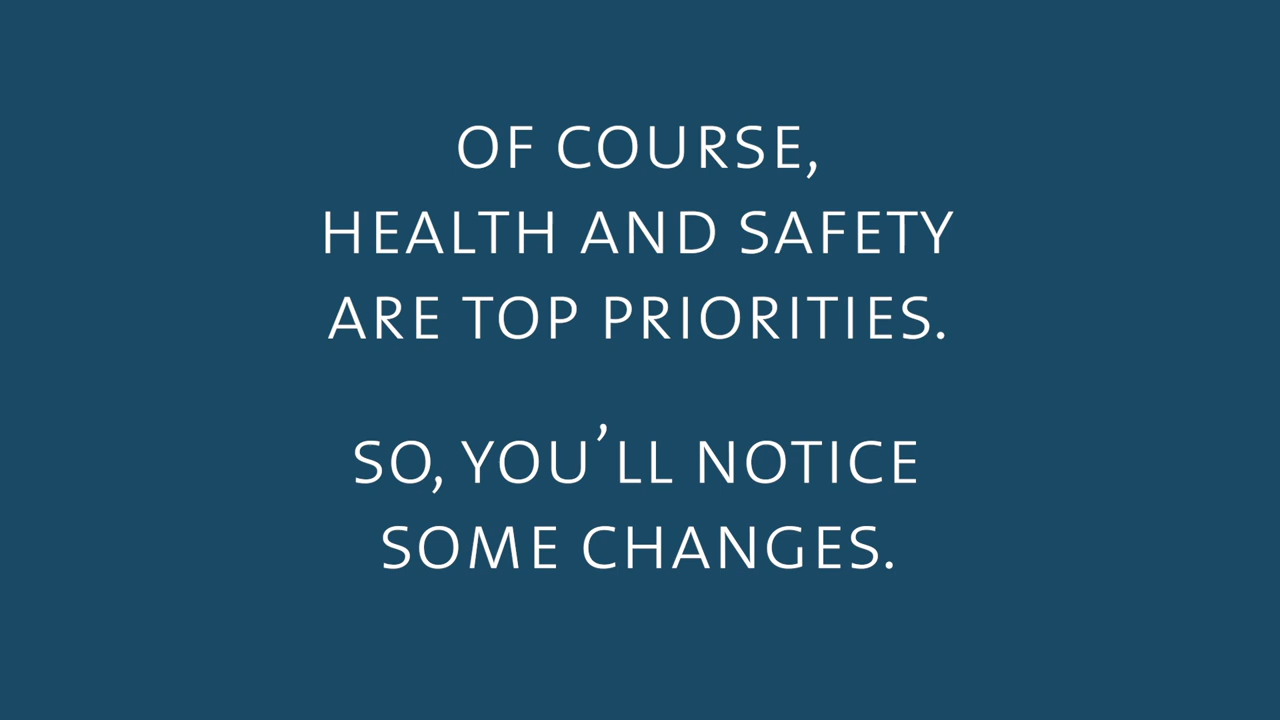 OF COURSE,
HEALTH AND SAFETY
ARE TOP PRIORITIES.
SO, YOU’LL NOTICE
SOME CHANGES.